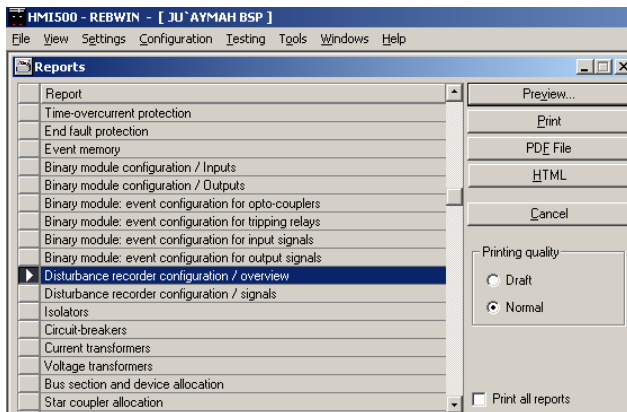 HMI500 - REBWIN - [ JU`AYMAH BSP ]
File View Settings Configuration Testing Tools Windows Help
Reports
Report
Time-overcurrent protection
End fault protection
Event memory
Binary module configuration / Inputs
Binary module configuration / Outputs
Binary module: event configuration for opto-couplers
Binary module: event configuration for tripping relays
Binary module: event configuration for input signals
Binary module: event configuration for output signals
Disturbance recorder configuration / overview
Disturbance recorder configuration / signals
Isolators
Circuit-breakers
Current transformers
Voltage transformers
Bus section and device allocation
Star coupler allocation
Preview...
Print
PDF File
HTML
Cancel
Printing quality
Draft
Normal
Print all reports